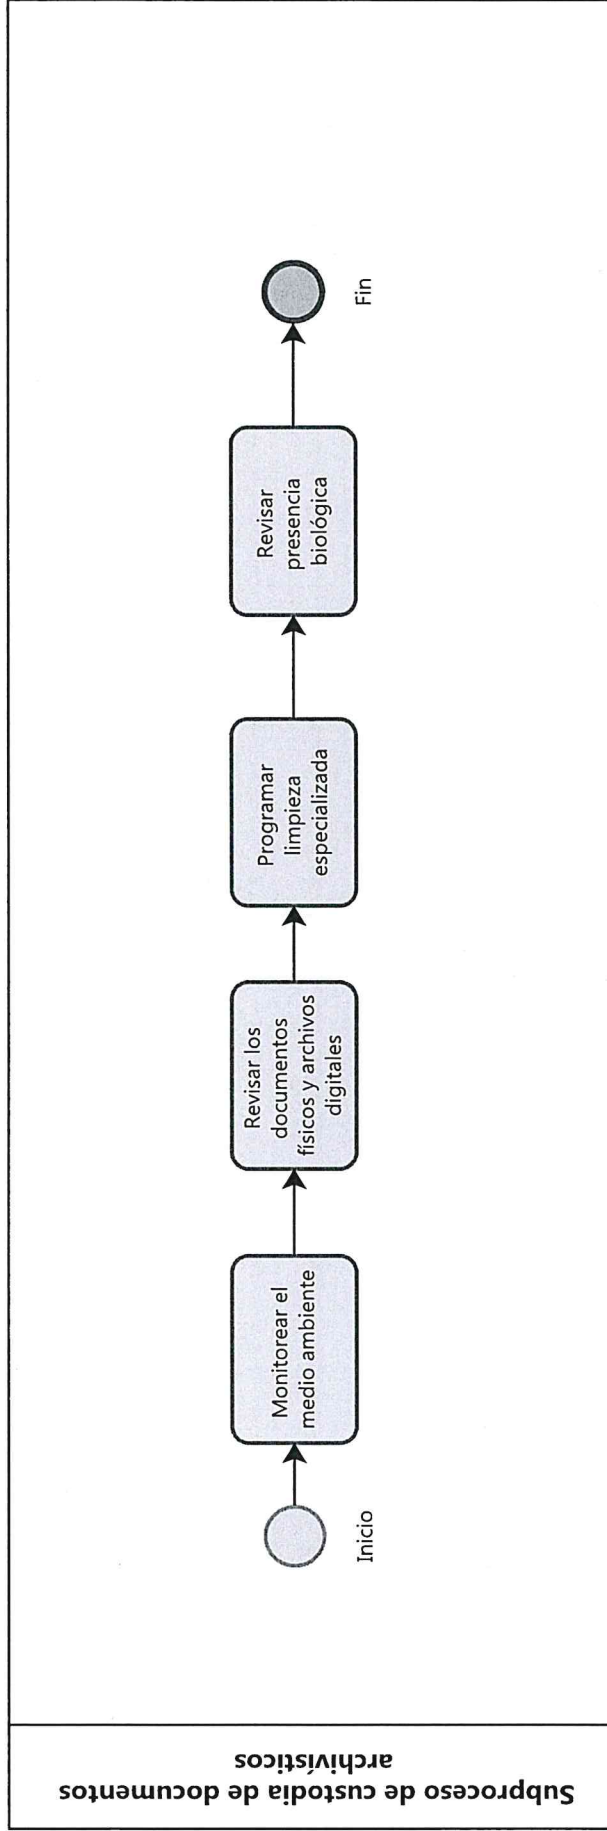 Subproceso de custodia de documentos
archivísticos
Inicio
Monitorear el
medio ambiente
Revisar los
documentos
físicos y archivos
digitales
Programar
limpieza
especializada
Revisar
presencia
biológica
Fin